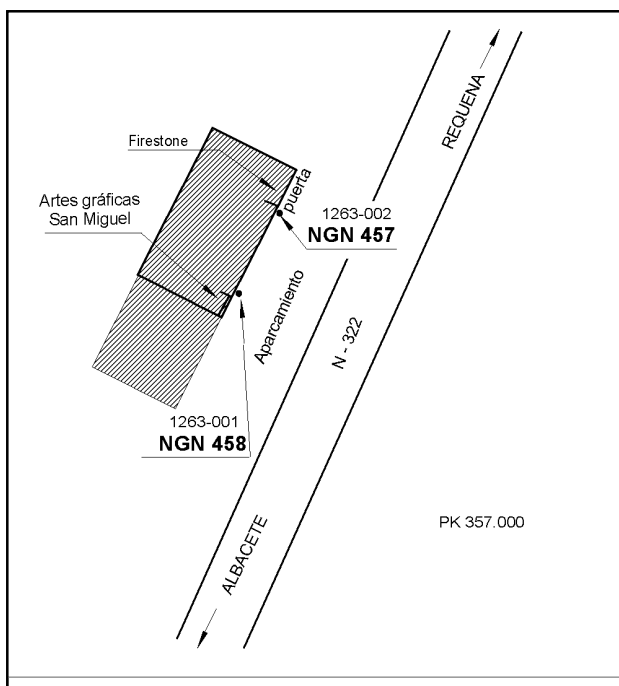 REQUENA
Firestone
puerta
Artes gráficas
San Miguel
1263-002
NGN 457
Aparcamiento
N - 322
1263-001
NGN 458
PK 357.000
ALBACETE